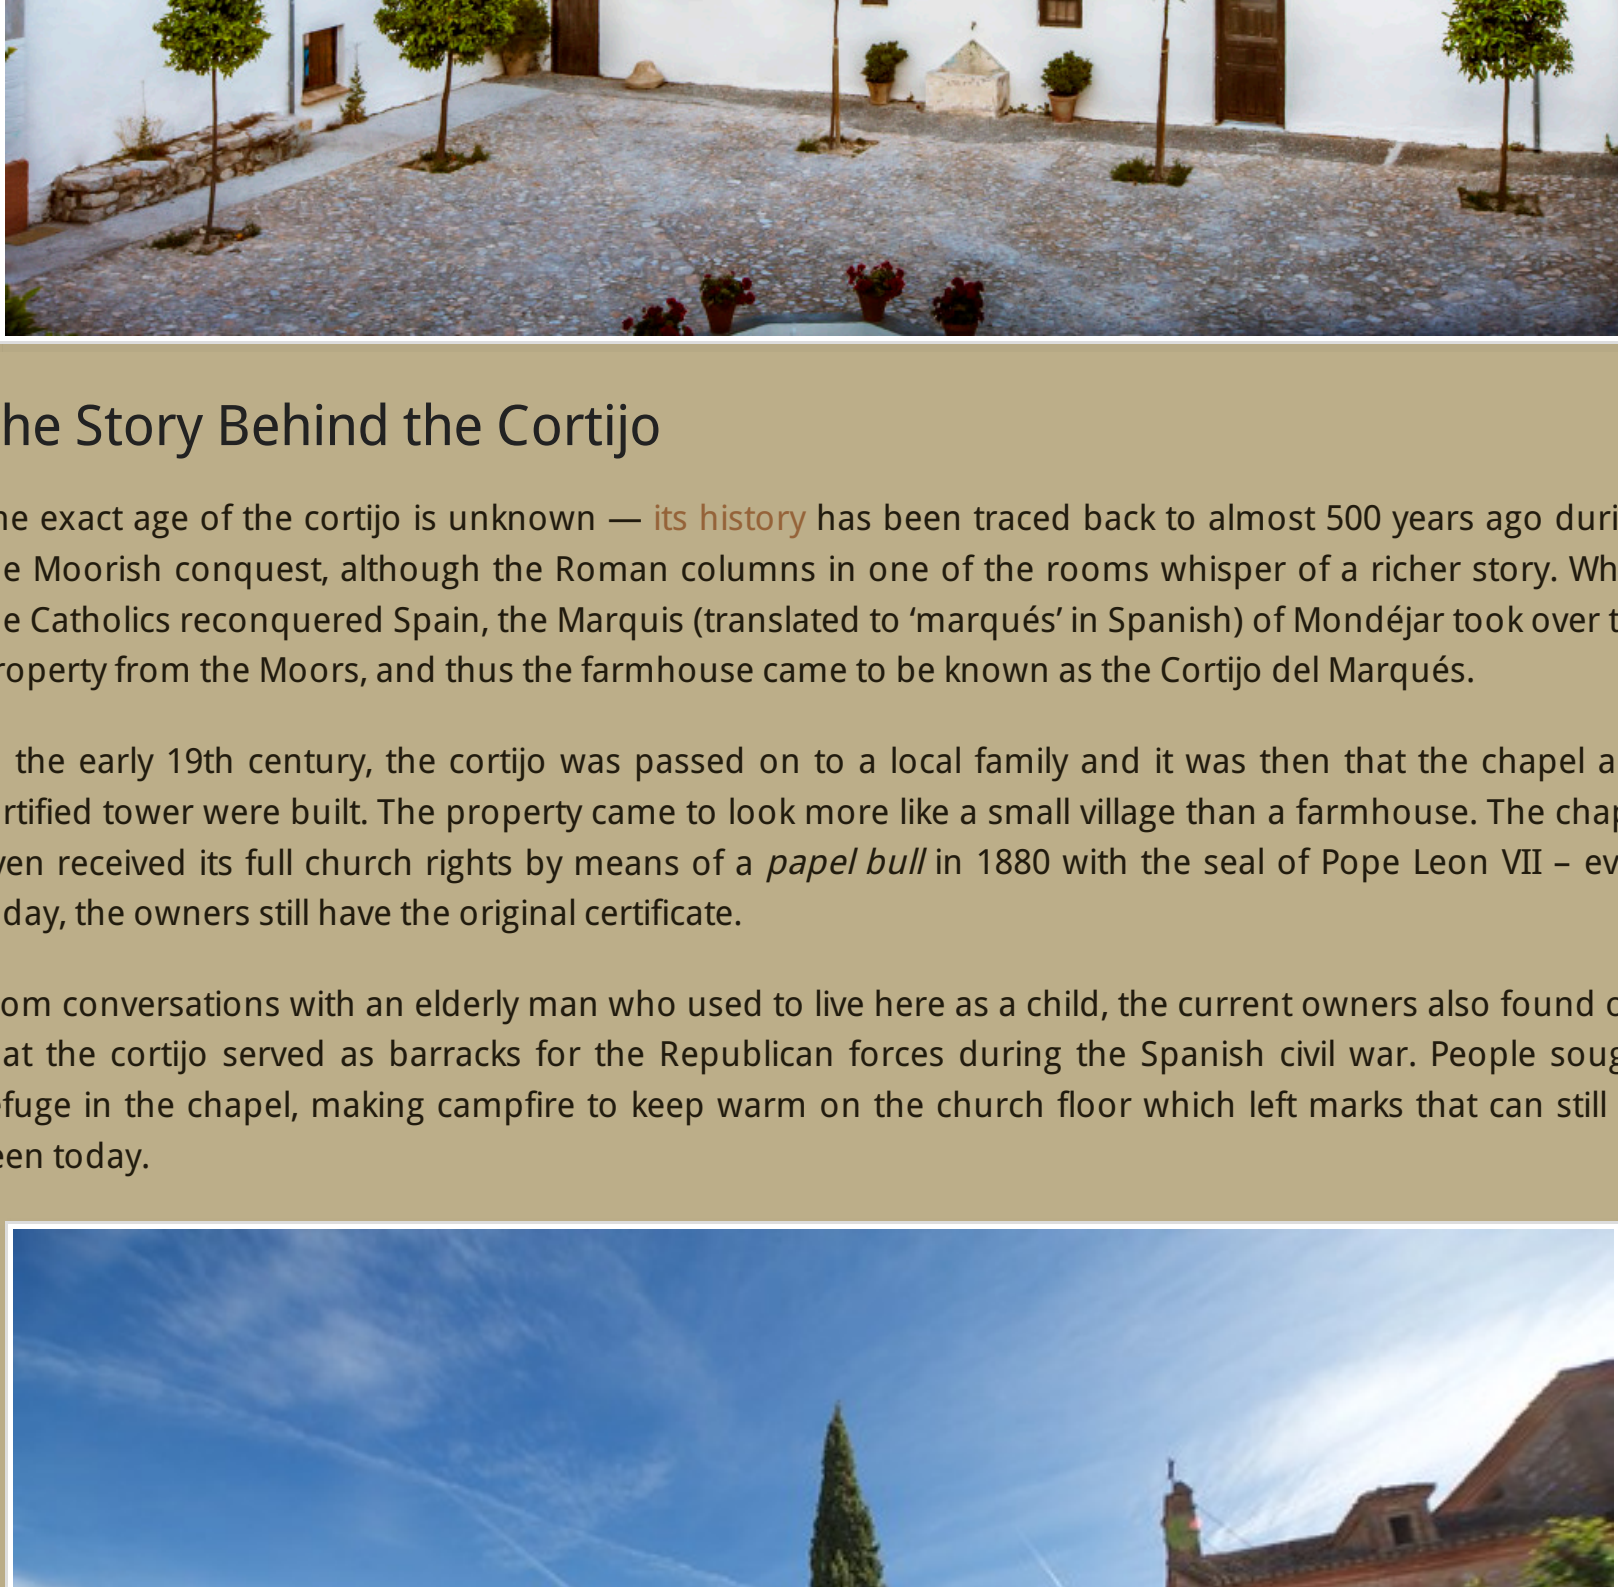 he Story Behind the Cortijo
he exact age of the cortijo is unknown — its history has been traced back to almost 500 years ago duri
e Moorish conquest, although the Roman columns in one of the rooms whisper of a richer story. Wh
e Catholics reconquered Spain, the Marquis (translated to ‘marqués’ in Spanish) of Mondéjar took over t
roperty from the Moors, and thus the farmhouse came to be known as the Cortijo del Marqués.
the early 19th century, the cortijo was passed on to a local family and it was then that the chapel a
rtified tower were built. The property came to look more like a small village than a farmhouse. The chap
ven received its full church rights by means of a papel bull in 1880 with the seal of Pope Leon VII – ev
day, the owners still have the original certificate.
om conversations with an elderly man who used to live here as a child, the current owners also found o
at the cortijo served as barracks for the Republican forces during the Spanish civil war. People soug
fuge in the chapel, making campfire to keep warm on the church floor which left marks that can still
een today.